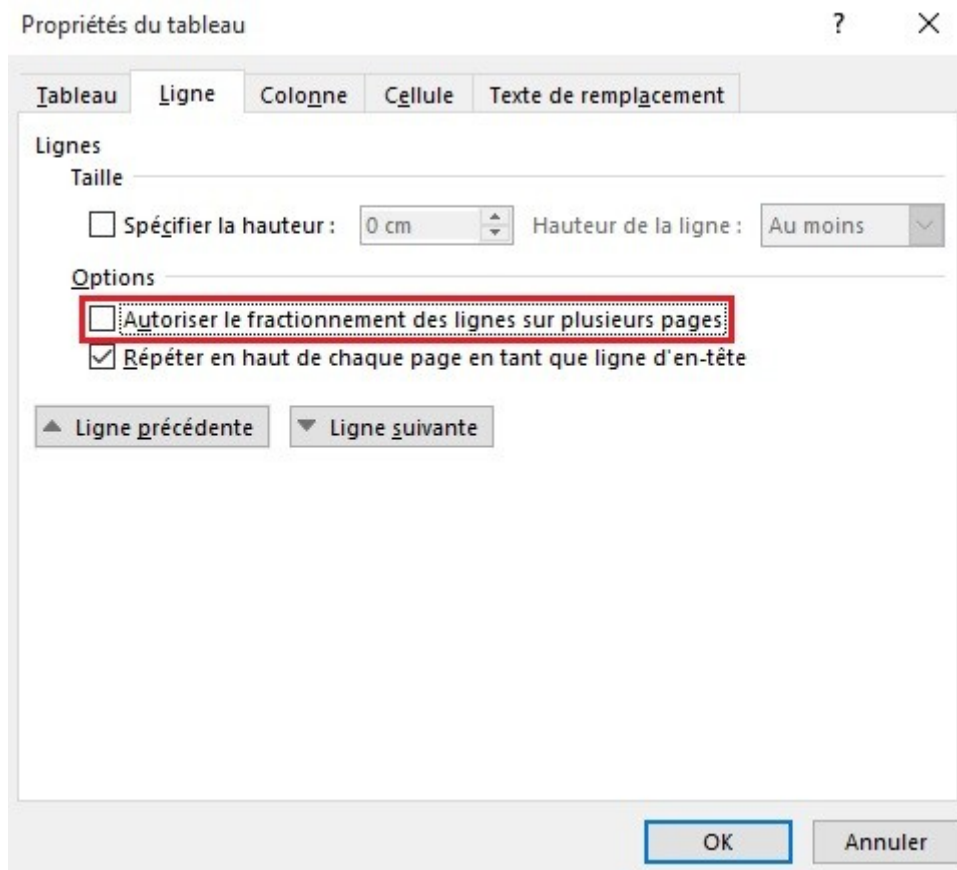 Propriétés du tableau ? ×
Tableau Ligne Colonne Cellule Texte de remplacement
Lignes
Taille
Spécifier la hauteur : 0 cm Hauteur de la ligne : Au moins
Options
Autoriser le fractionnement des lignes sur plusieurs pages
Répéter en haut de chaque page en tant que ligne d'en-tête
Ligne précédente Ligne suivante
OK Annuler